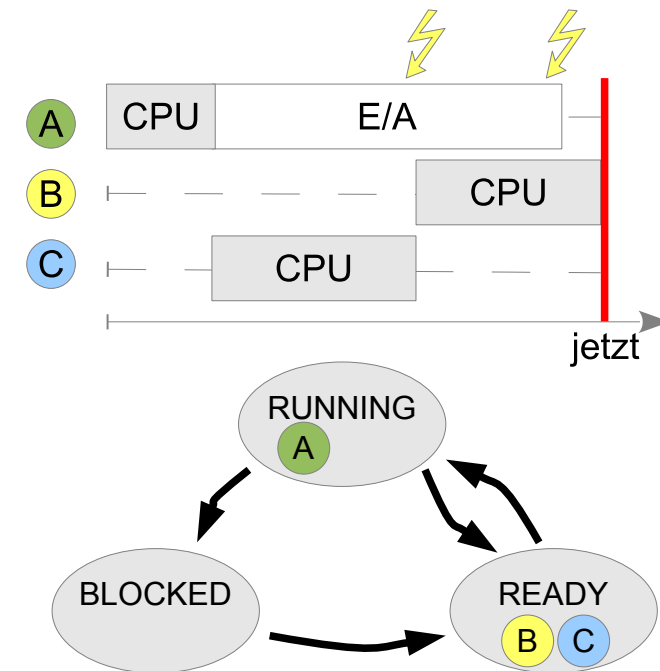 A CPU E/A
B CPU
C CPU
jetzt
RUNNING
A
BLOCKED READY
B C